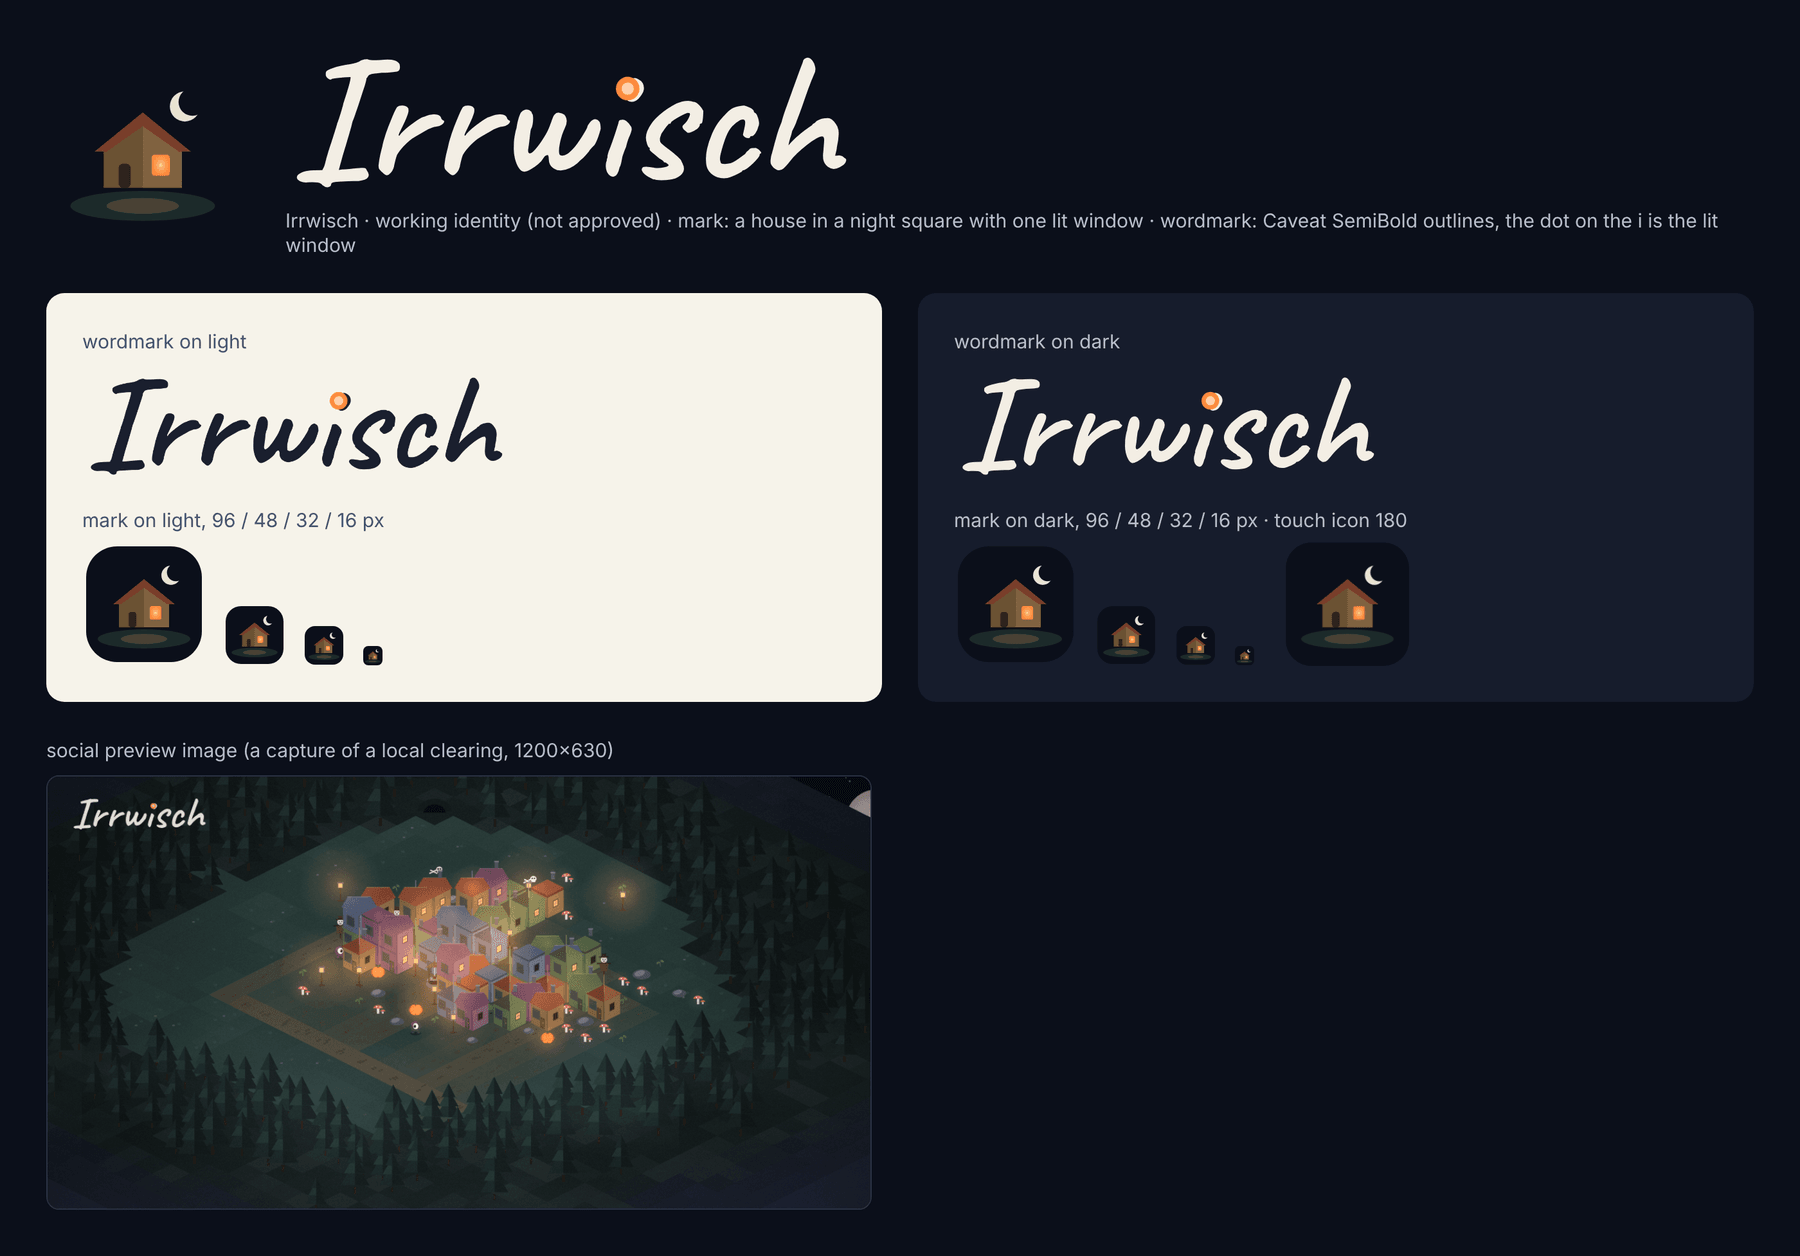 Irrwisch
Irrwisch · working identity (not approved) · mark: a house in a night square with one lit window · wordmark: Caveat SemiBold outlines, the dot on the i is the lit
window
wordmark on light
Irrwisch
mark on light, 96 / 48 / 32 / 16 px
wordmark on dark
Irrwisch
mark on dark, 96 / 48 / 32 / 16 px · touch icon 180
social preview image (a capture of a local clearing, 1200×630)
Irrwisch